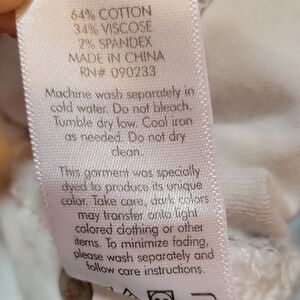 64% COTTON
34% VISCOSE
2% SPANDEX
MADE IN CHINA
RN# 090233
Machine wash separately in
cold water. Do not bleach.
Tumble dry low. Cool iron
as needed. Do not dry
clean.
This garment was specially
dyed to produce its unique
color. Take care, dark colors
may transfer onto light
colored clothing or other
items. To minimize fading,
please wash separately and
follow care instructions.